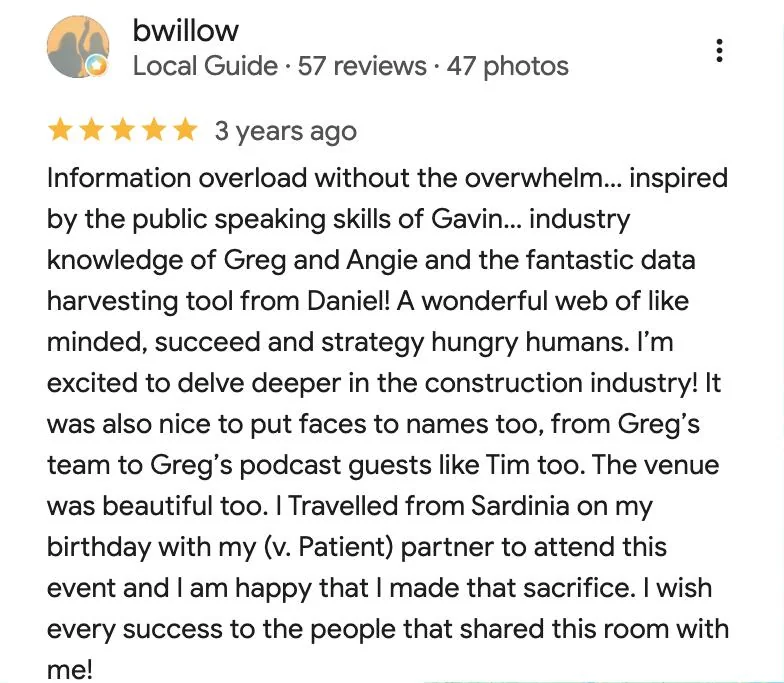 bwillow
Local Guide · 57 reviews · 47 photos
3 years ago
Information overload without the overwhelm... inspired
by the public speaking skills of Gavin... industry
knowledge of Greg and Angie and the fantastic data
harvesting tool from Daniel! A wonderful web of like
minded, succeed and strategy hungry humans. I’m
excited to delve deeper in the construction industry! It
was also nice to put faces to names too, from Greg’s
team to Greg’s podcast guests like Tim too. The venue
was beautiful too. I Travelled from Sardinia on my
birthday with my (v. Patient) partner to attend this
event and I am happy that I made that sacrifice. I wish
every success to the people that shared this room with
me!